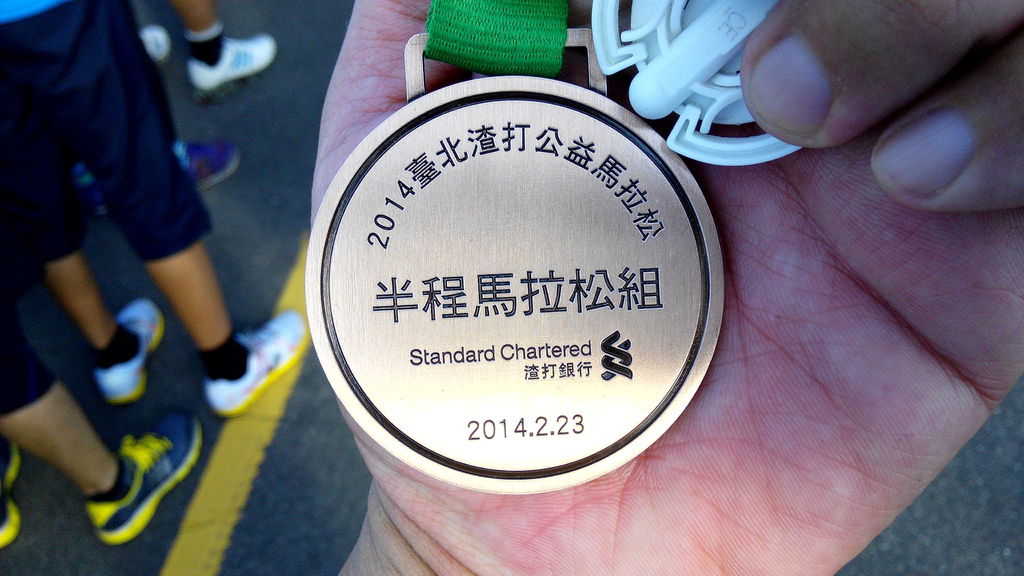 2014臺北渣打公益馬拉松
半程馬拉松組
Standard Chartered
渣打銀行
2014.2.23
CE